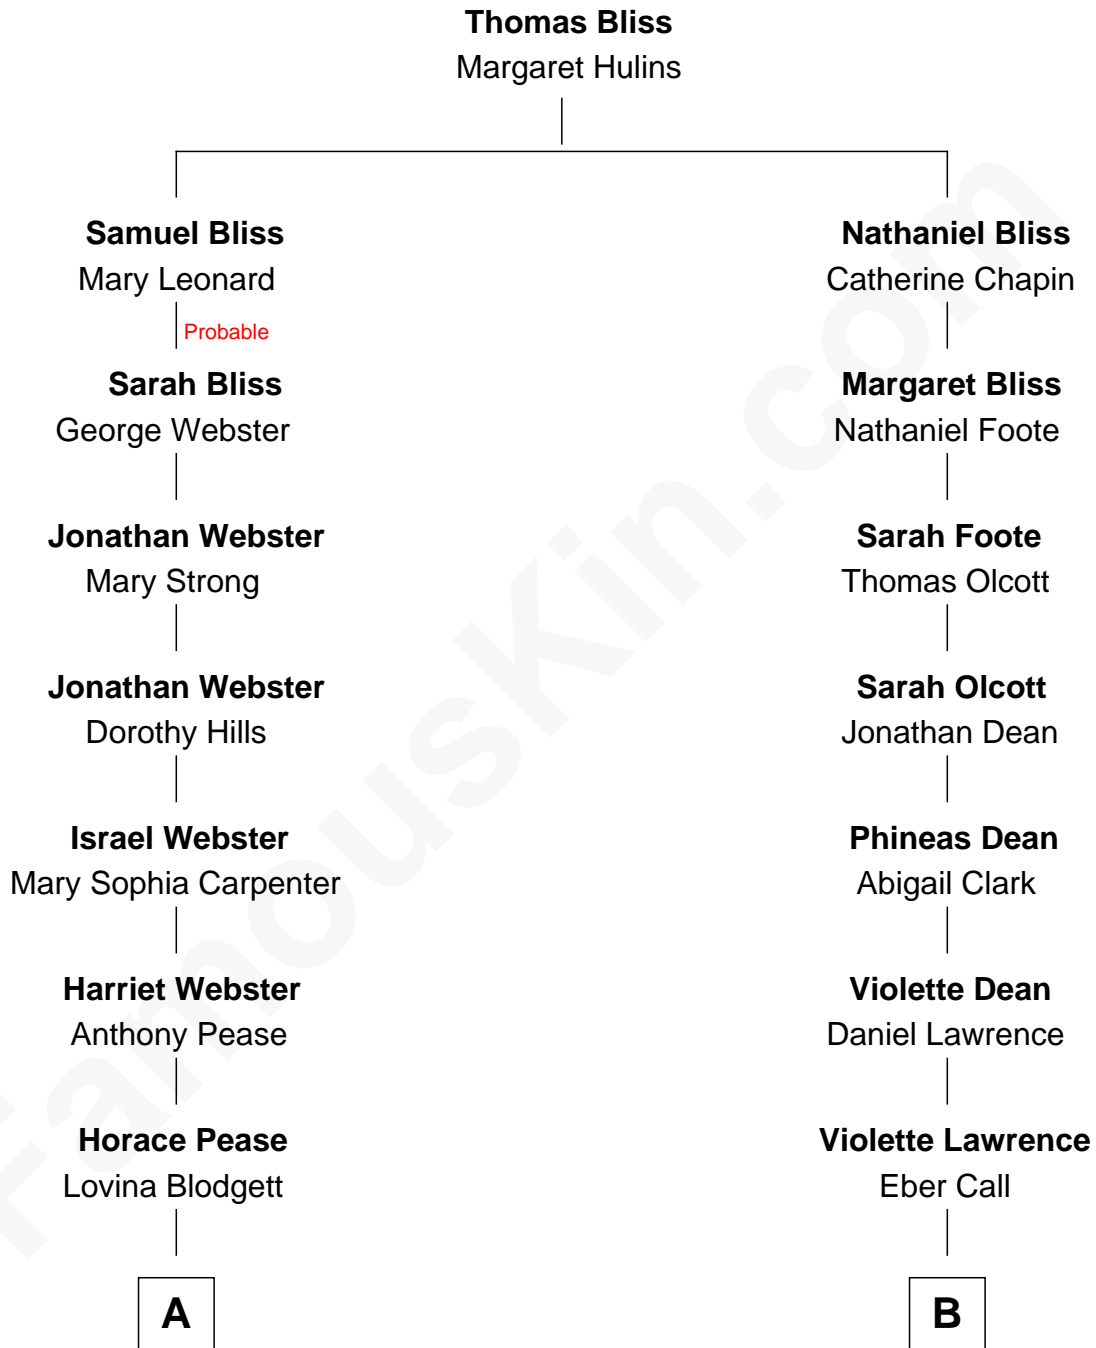 Thomas Bliss
Margaret Hulins
Samuel Bliss
Mary Leonard
Probable
Sarah Bliss
George Webster
Jonathan Webster
Mary Strong
Jonathan Webster
Dorothy Hills
Israel Webster
Mary Sophia Carpenter
Harriet Webster
Anthony Pease
Horace Pease
Lovina Blodgett
A
Nathaniel Bliss
Catherine Chapin
Margaret Bliss
Nathaniel Foote
Sarah Foote
Thomas Olcott
Sarah Olcott
Jonathan Dean
Phineas Dean
Abigail Clark
Violette Dean
Daniel Lawrence
Violette Lawrence
Eber Call
B
FamousKin.com